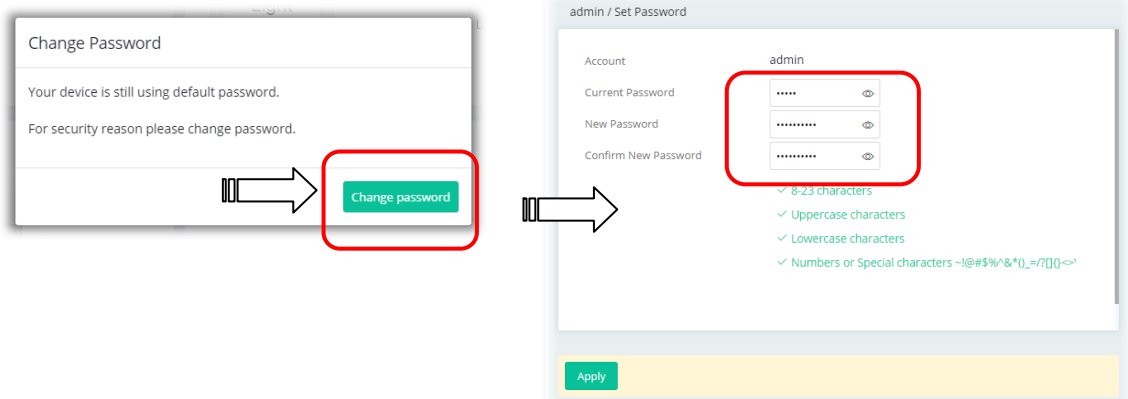 Change Password
Your device is still using default password.
For security reason please change password.
Change password
admin / Set Password
Account admin
Current Password •••••
New Password ••••••••••
Confirm New Password ••••••••••
✓ 8-23 characters
✓ Uppercase characters
✓ Lowercase characters
✓ Numbers or Special characters ~!@#$%^&*()_=/?[]{}<>\
Apply